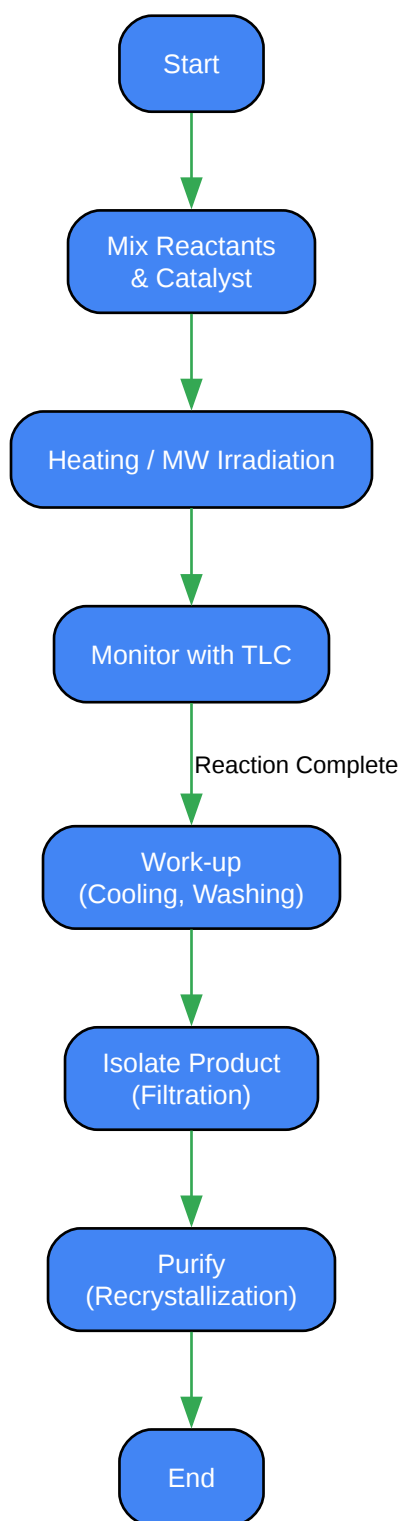 Start
Mix Reactants
& Catalyst
Heating / MW Irradiation
Monitor with TLC
Reaction Complete
Work-up
(Cooling, Washing)
Isolate Product
(Filtration)
Purify
(Recrystallization)
End